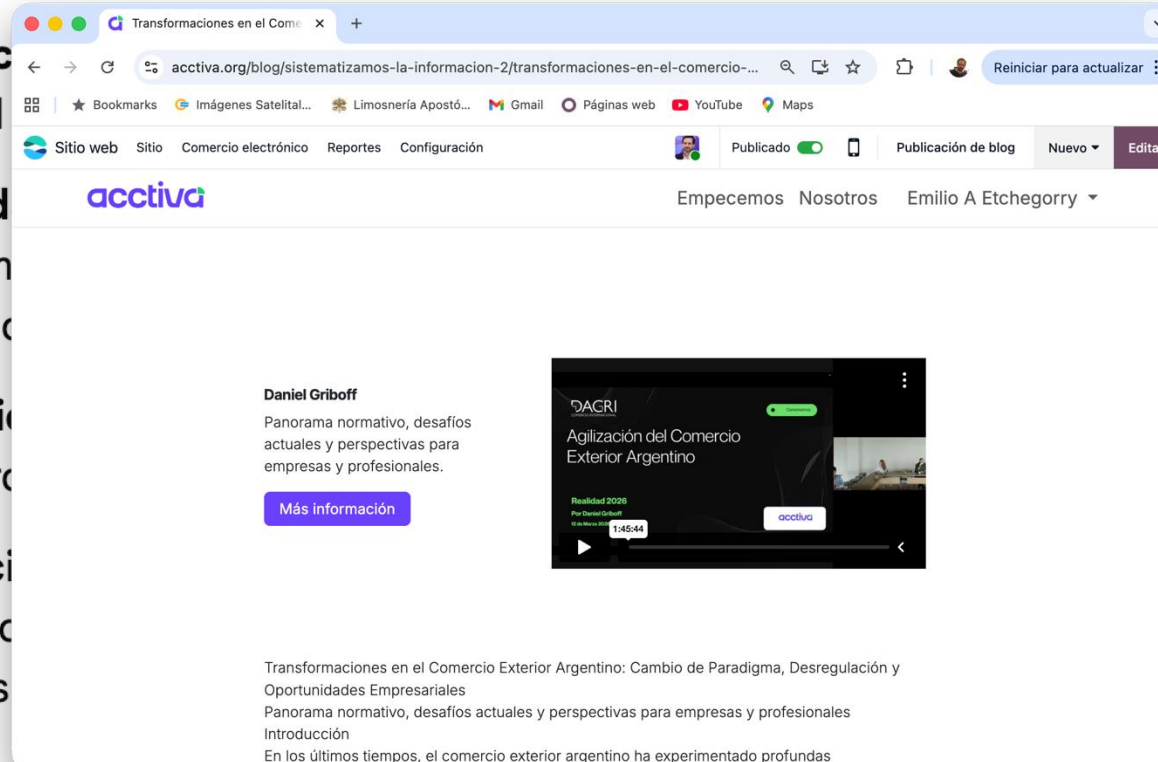 Transformaciones en el Come
acctiva.org/blog/sistematizamos-la-informacion-2/transformaciones-en-el-comercio-...
Reiniciar para actualizar
Bookmarks Imágenes Satelital... Limosnería Apostó... Gmail Páginas web YouTube Maps
Sitio web Sitio Comercio electrónico Reportes Configuración Publicado Publicación de blog Nuevo Edita
acctiva Empecemos Nosotros Emilio A Etchegorry
Daniel Griboff
Panorama normativo, desafíos
actuales y perspectivas para
empresas y profesionales.
Más información
DAGRI
Agilización del Comercio
Exterior Argentino
Realidad 2026
Por Daniel Griboff
acctiva
1:45:44
Transformaciones en el Comercio Exterior Argentino: Cambio de Paradigma, Desregulación y
Oportunidades Empresariales
Panorama normativo, desafíos actuales y perspectivas para empresas y profesionales
Introducción
En los últimos tiempos, el comercio exterior argentino ha experimentado profundas